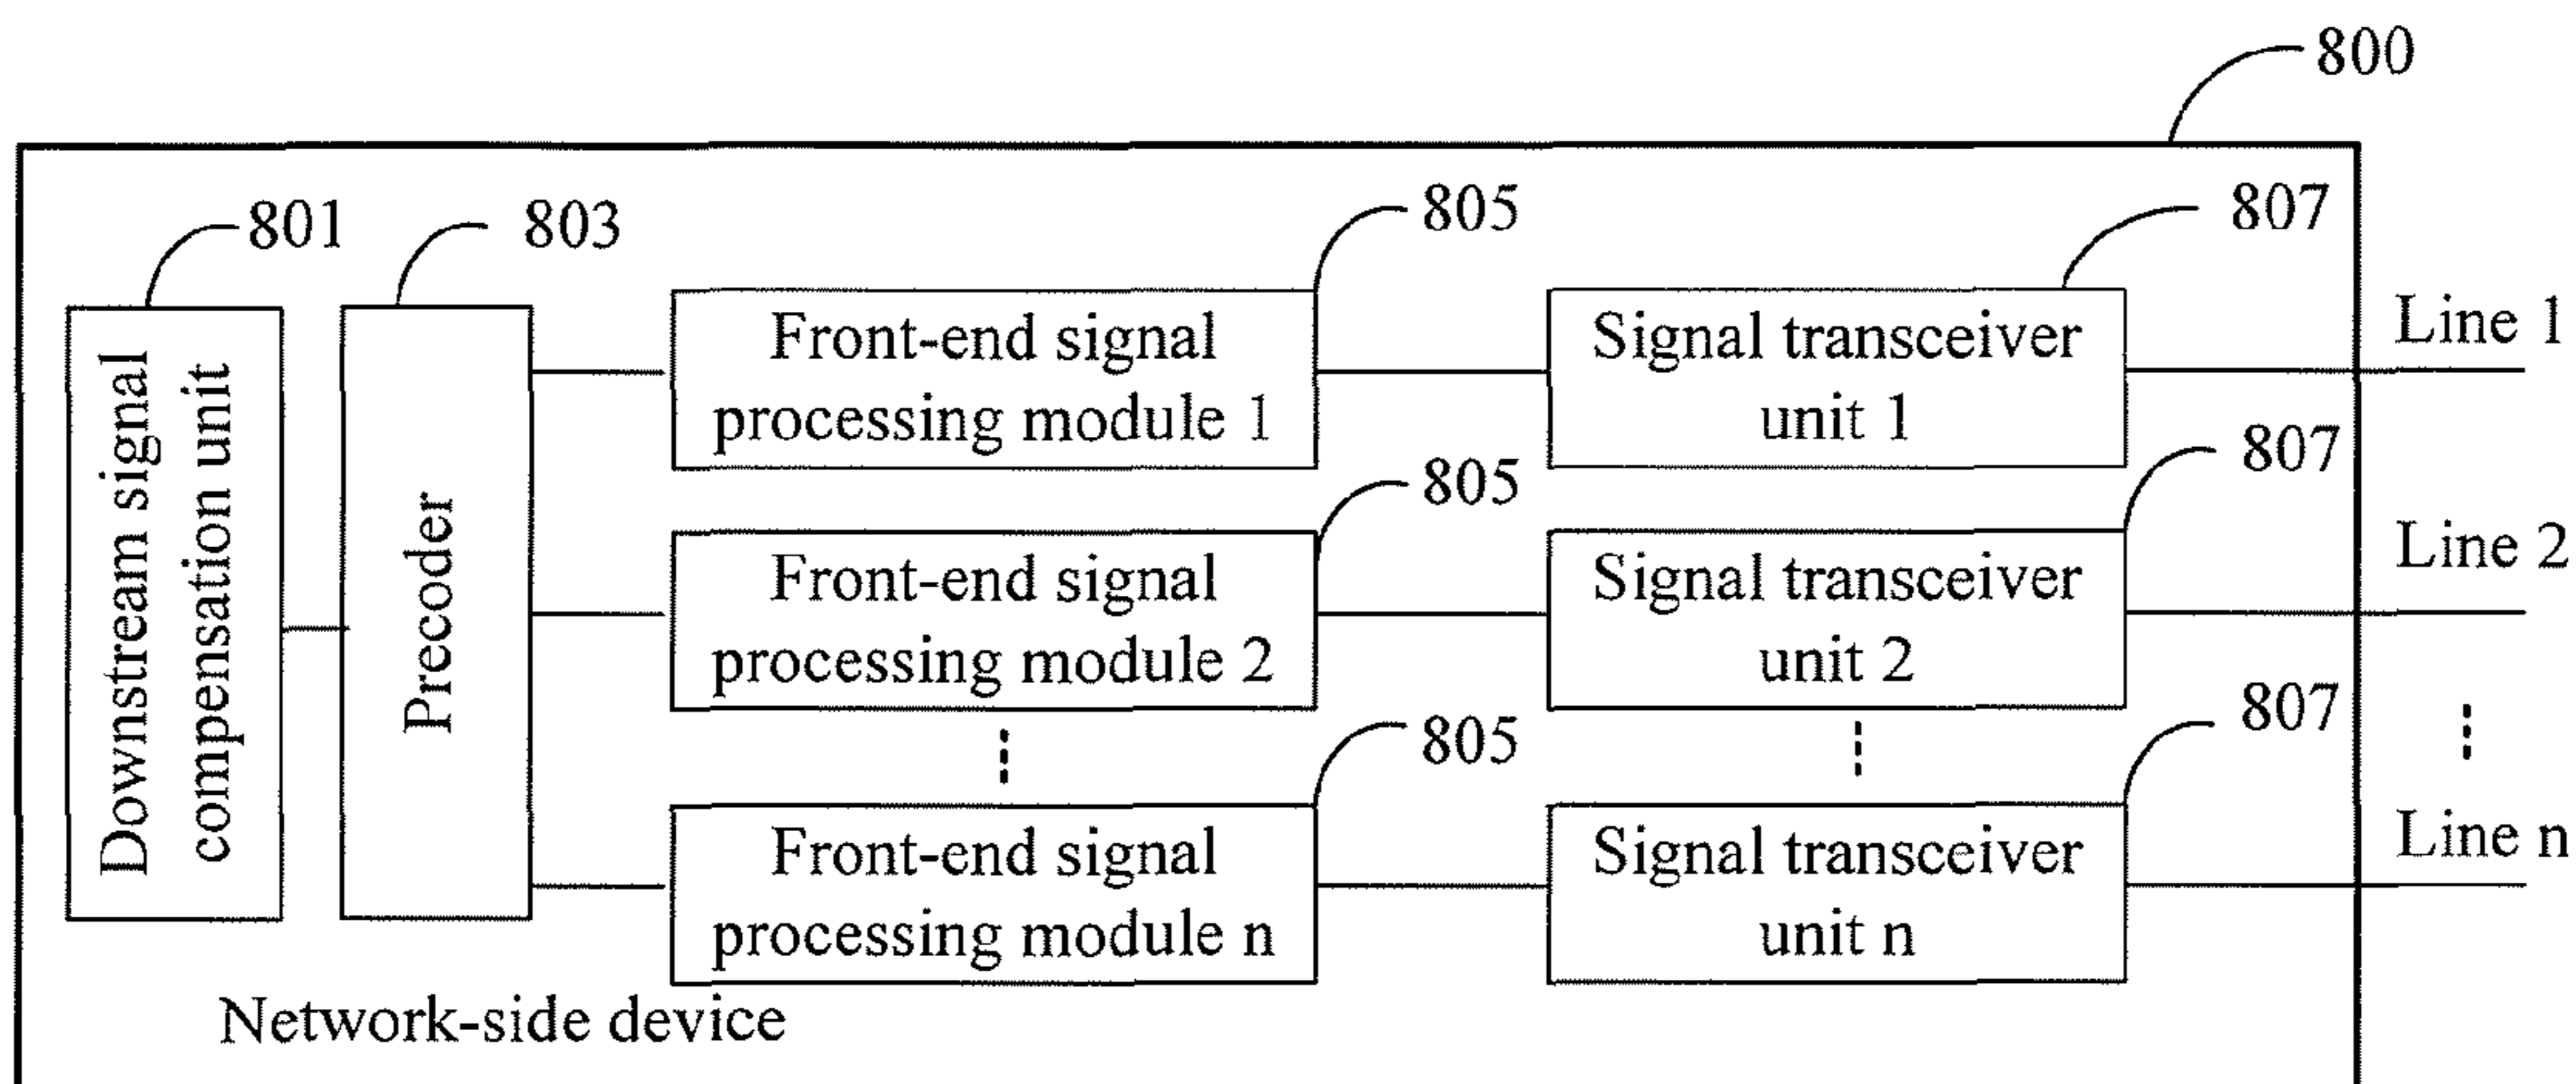 800
801
803
805
807
Downstream signal
compensation unit
Precoder
Front-end signal
processing module 1
Signal transceiver
unit 1
Line 1
805
807
Front-end signal
processing module 2
Signal transceiver
unit 2
Line 2
805
807
Front-end signal
processing module n
Signal transceiver
unit n
Line n
Network-side device